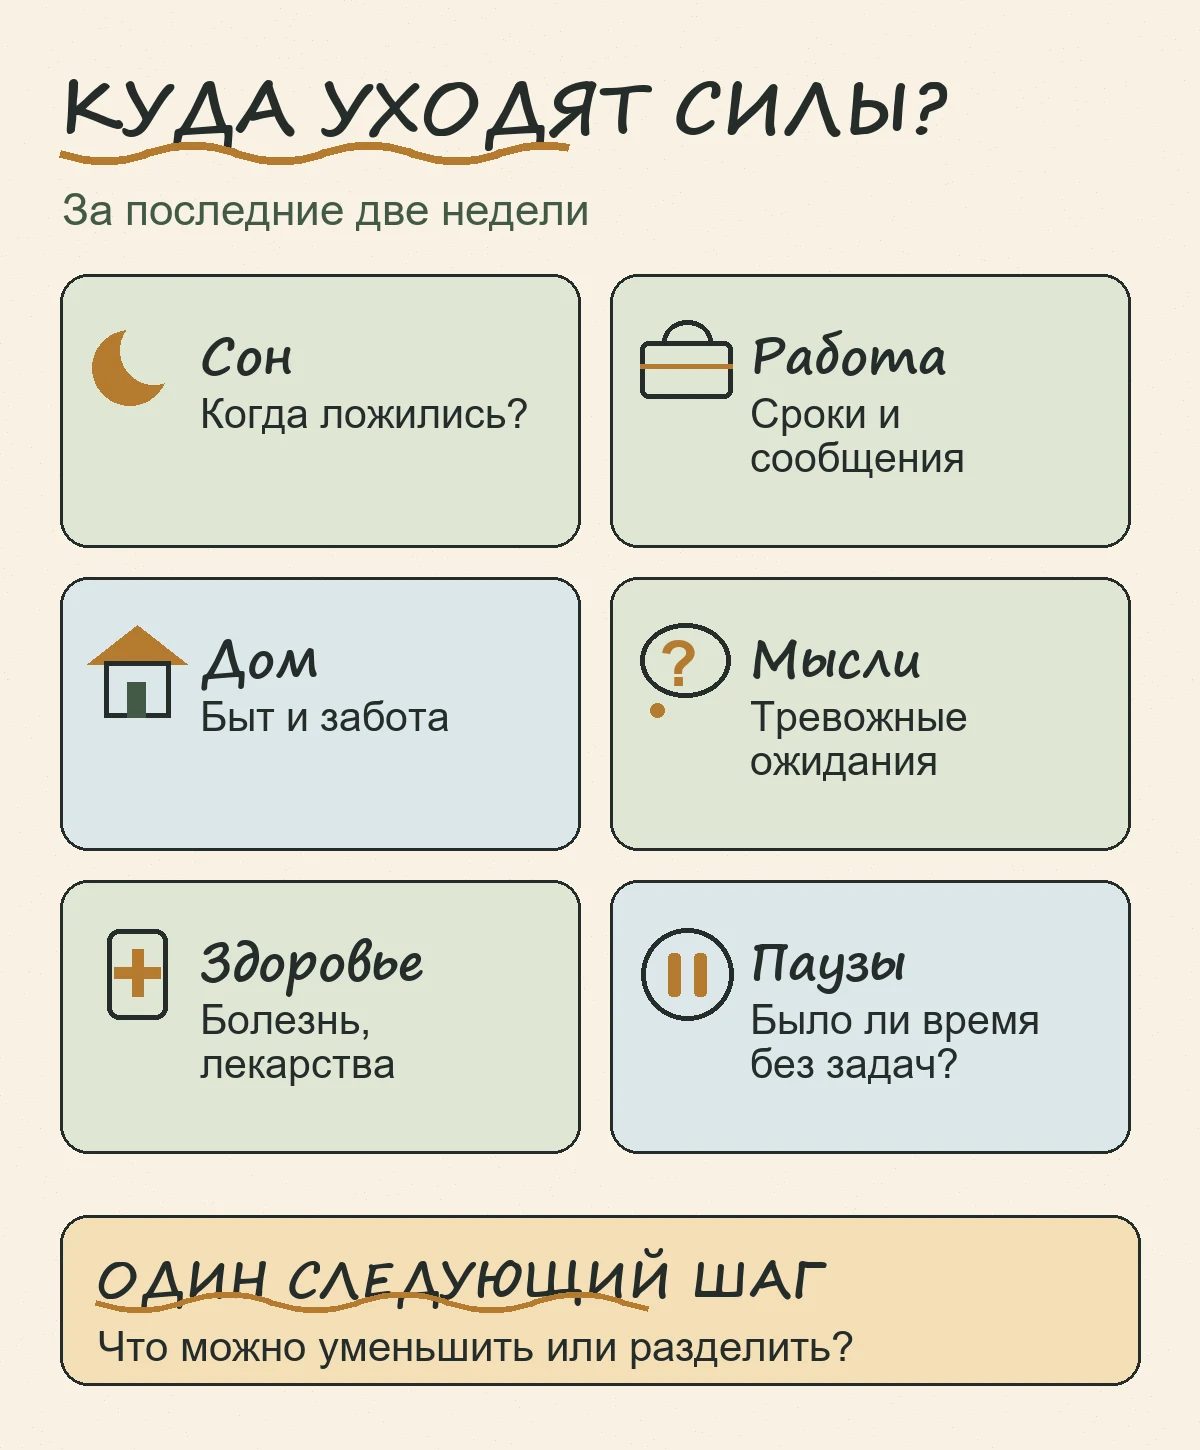 КУДА УХОДЯТ СИЛЫ?
За последние две недели
Сон
Когда ложились?
Работа
Сроки и
сообщения
Дом
Быт и забота
?
Мысли
Тревожные
ожидания
Здоровье
Болезнь,
лекарства
Паузы
Было ли время
без задач?
ОДИН СЛЕДУЮЩИЙ ШАГ
Что можно уменьшить или разделить?